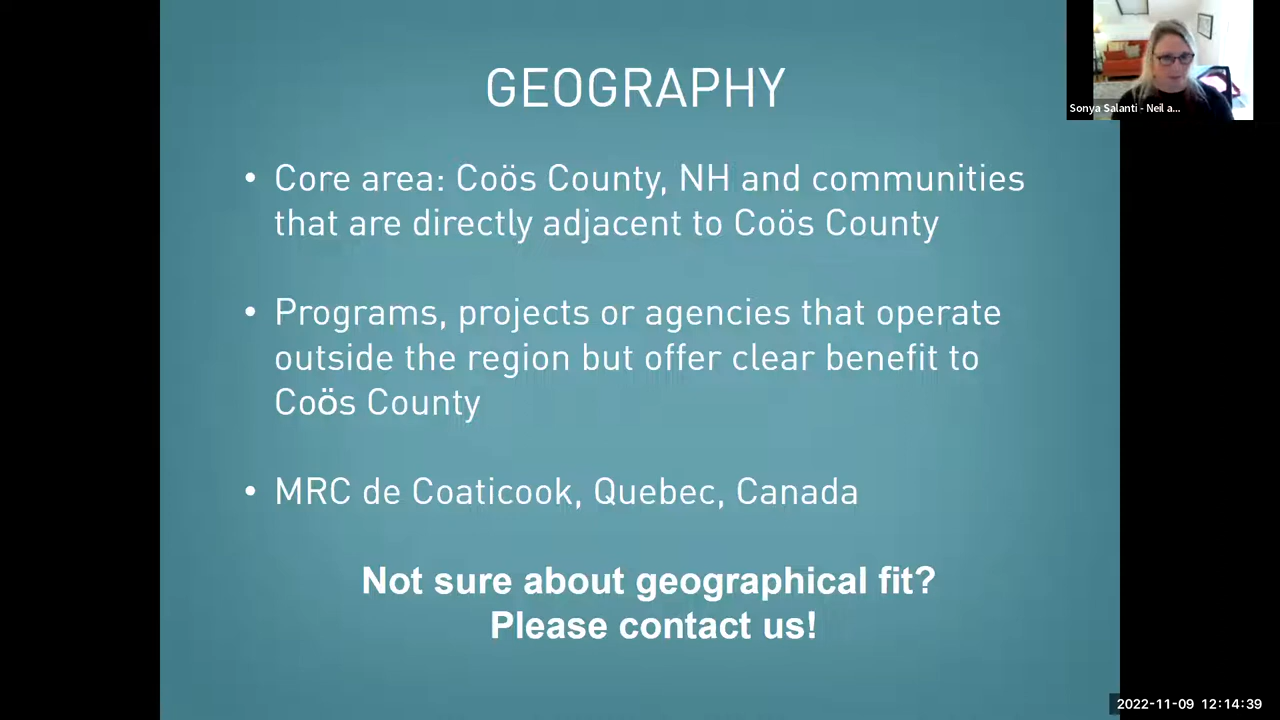 GEOGRAPHY
Sonya Salanti - Neil a...
• Core area: Coös County, NH and communities
that are directly adjacent to Coös County
• Programs, projects or agencies that operate
outside the region but offer clear benefit to
Coös County
• MRC de Coaticook, Quebec, Canada
Not sure about geographical fit?
Please contact us!
2022-11-09 12:14:39